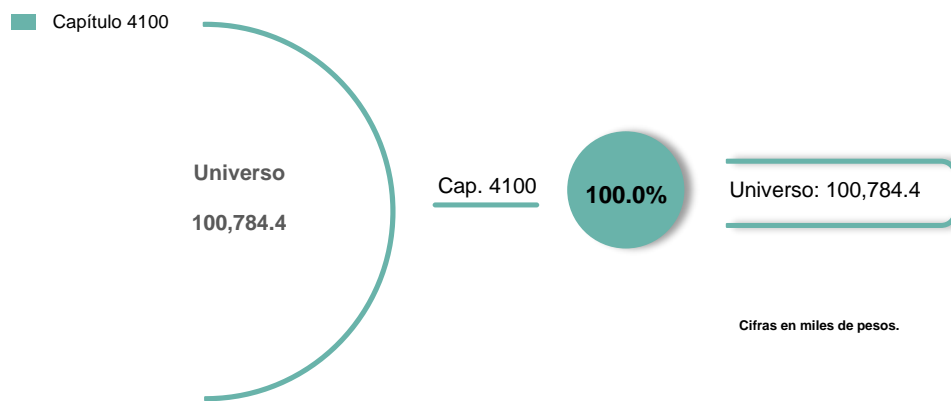 Capítulo 4100
Universo
100,784.4
Cap. 4100
100.0%
Universo: 100,784.4
Cifras en miles de pesos.